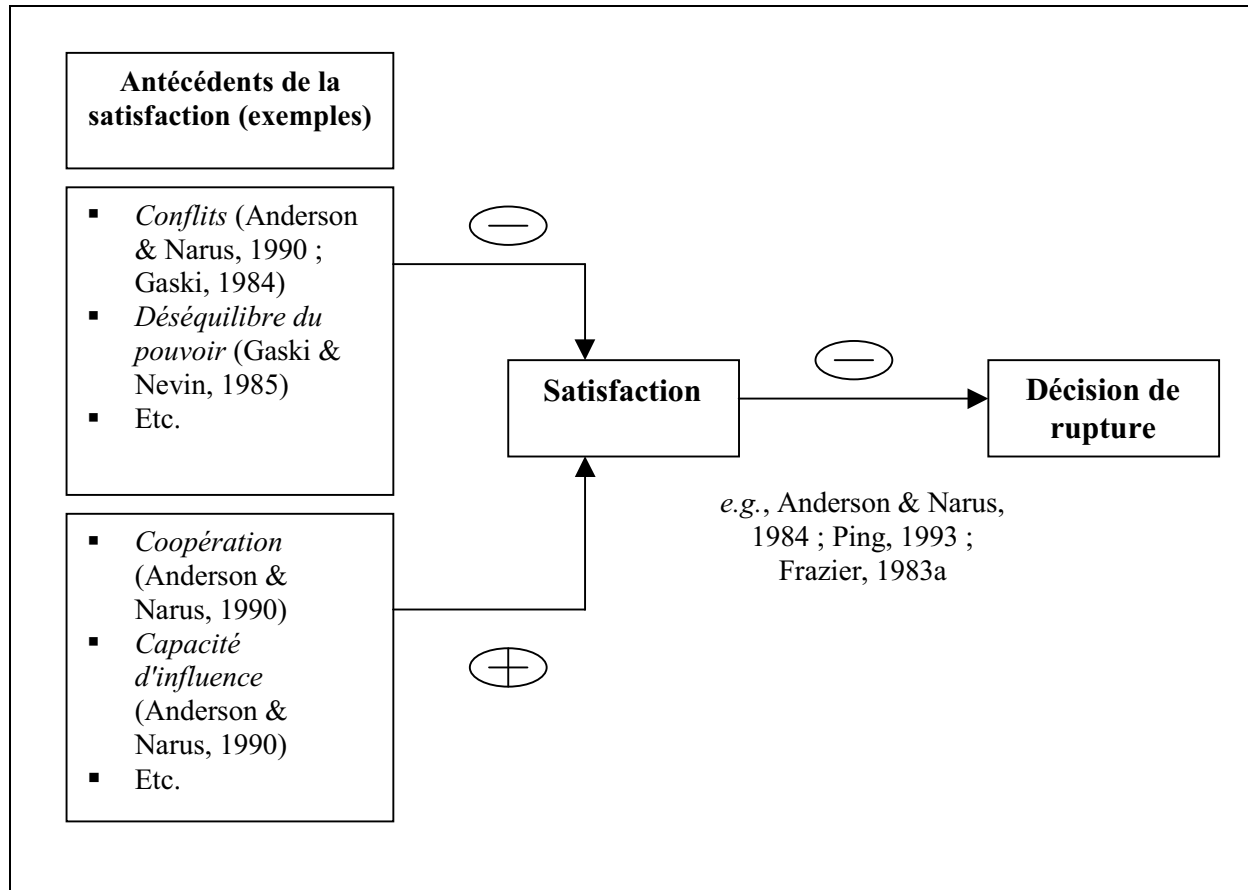 Antécédents de la
satisfaction (exemples)
▪ Conflits (Anderson
& Narus, 1990 ;
Gaski, 1984)
▪ Déséquilibre du
pouvoir (Gaski &
Nevin, 1985)
▪ Etc.
▪ Coopération
(Anderson &
Narus, 1990)
▪ Capacité
d'influence
(Anderson &
Narus, 1990)
▪ Etc.
—
+
Satisfaction
—
e.g., Anderson & Narus,
1984 ; Ping, 1993 ;
Frazier, 1983a
Décision de
rupture